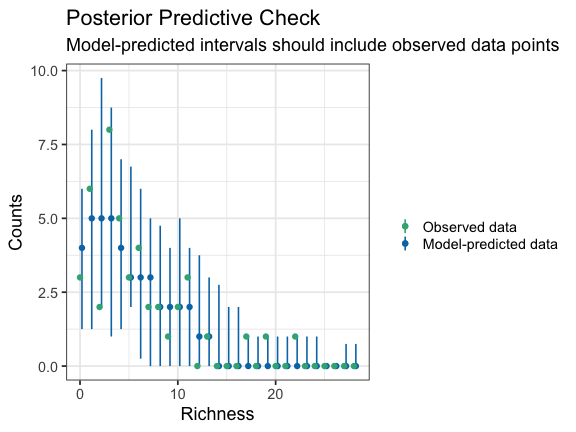 Posterior Predictive Check
Model-predicted intervals should include observed data points
10.0
7.5
5.0
2.5
0.0
Counts
0
10
20
Richness
Observed data
Model-predicted data